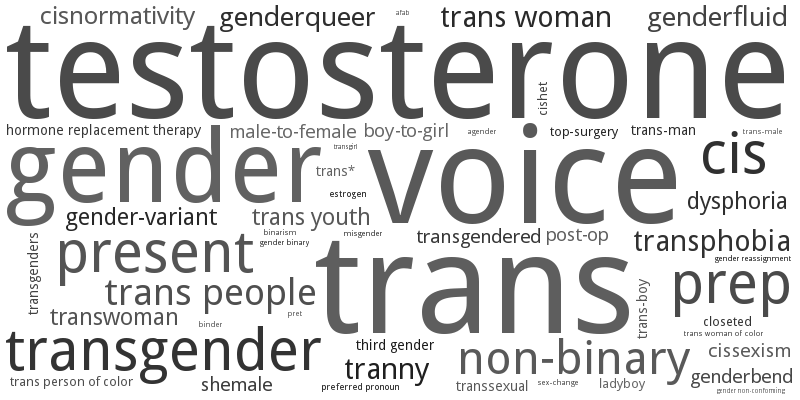 cisnormativity genderqueer afab trans woman genderfluid
testosterone
cishet
hormone replacement therapy male-to-female boy-to-girl agender top-surgery trans-man trans-male
gender transgirl voice cis
trans*
estrogen dysphoria
gender-variant trans youth
transgenders binarism misgender transgendered post-op transphobia
gender binary
present trans gender reassignment
trans people prep
pret trans-boy
transwoman binder closeted
trans woman of color
transgender third gender non-binary cissexism
tranny
trans person of color shemale preferred pronoun transsexual sex-change ladyboy genderbend
gender non-conforming